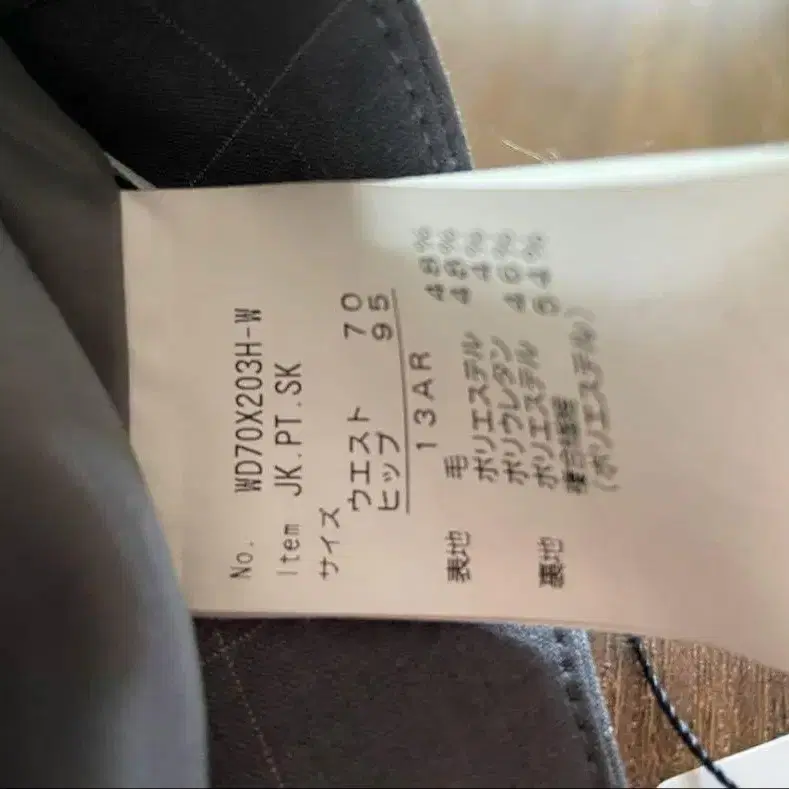 No. WD70X203H-W
Item JK.PT.SK
サイズ
ウエスト 70
ヒップ 95
13AR
表地 毛 48%
ポリエステル 48%
ポリウレタン 4%
裏地 ポリエステル 46%
複合繊維 54%
(ポリエステル)